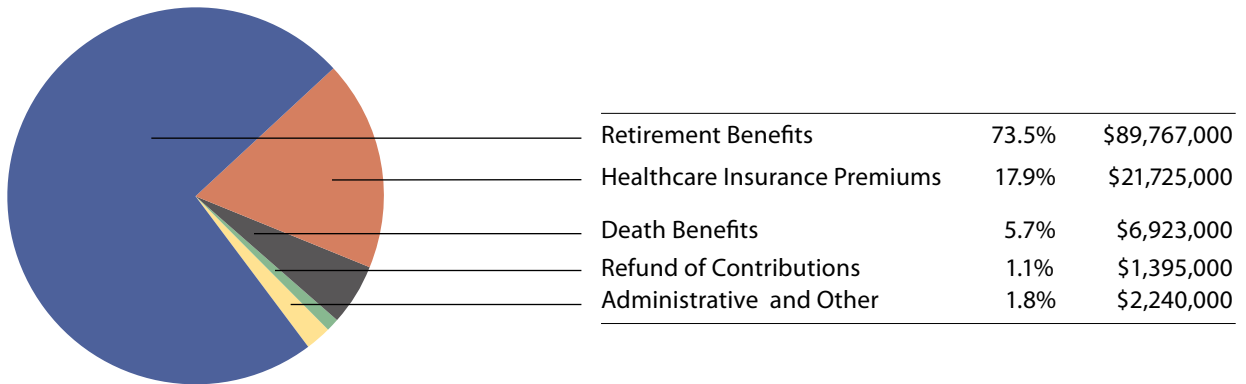 Retirement Benefits 73.5% $89,767,000
Healthcare Insurance Premiums 17.9% $21,725,000
Death Benefits 5.7% $6,923,000
Refund of Contributions 1.1% $1,395,000
Administrative and Other 1.8% $2,240,000